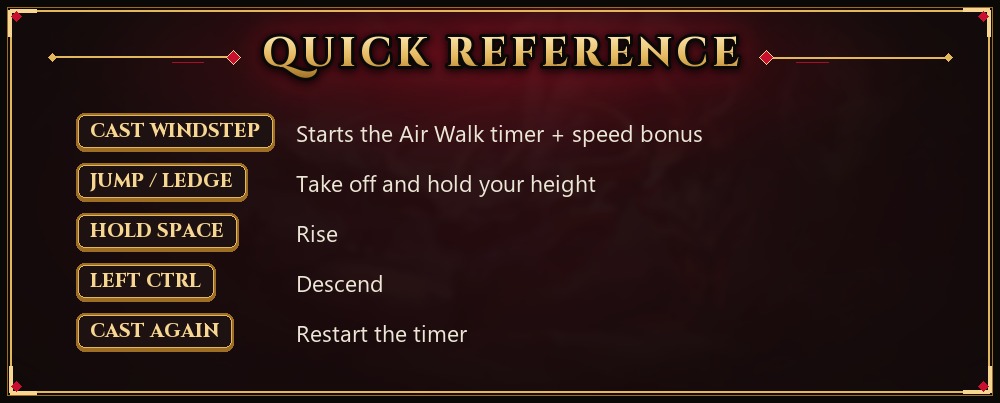 QUICK REFERENCE
CAST WINDSTEP Starts the Air Walk timer + speed bonus
JUMP / LEDGE Take off and hold your height
HOLD SPACE Rise
LEFT CTRL Descend
CAST AGAIN Restart the timer